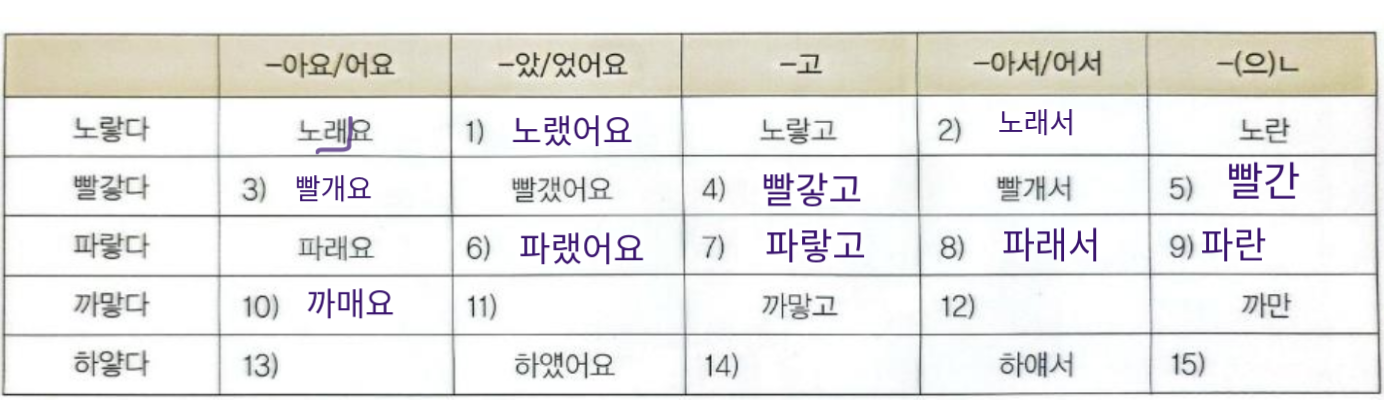 -아요/어요 -았/었어요 -고 -아서/어서 -(으)ㄴ
노랗다 노래요 1) 노랬어요 노랗고 2) 노래서 노란
빨갛다 3) 빨개요 빨갰어요 4) 빨갛고 빨개서 5) 빨간
파랗다 파래요 6) 파랬어요 7) 파랗고 8) 파래서 9) 파란
까맣다 10) 까매요 11) 까맣고 12) 까만
하얗다 13) 하얬어요 14) 하얘서 15)